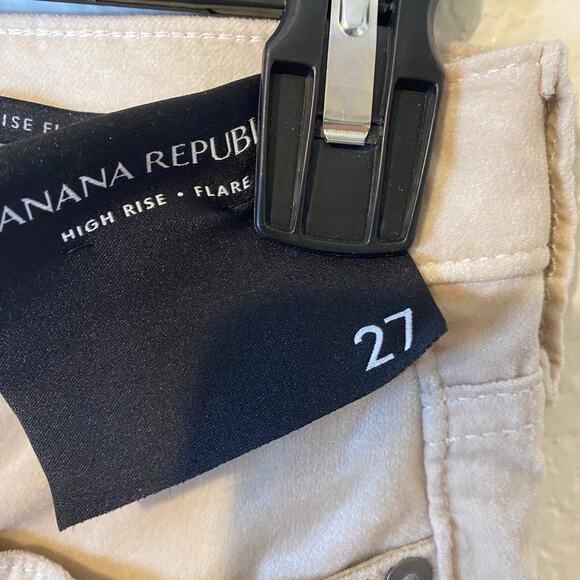 ISE FL
ANANA REPUBL
HIGH RISE • FLARE
27